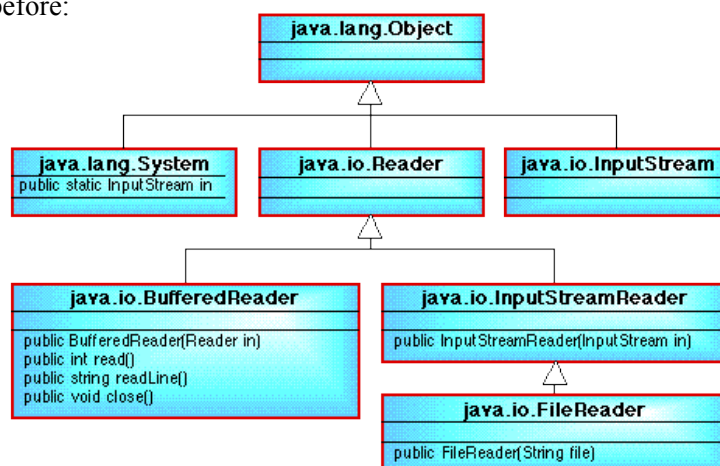 before:
java.lang.Object
java.lang.System
public static InputStream in
java.io.Reader
java.io.InputStream
java.io.BufferedReader
public BufferedReader(Reader in)
public int read()
public string readLine()
public void close()
java.io.InputStreamReader
public InputStreamReader(InputStream in)
java.io.FileReader
public FileReader(String file)